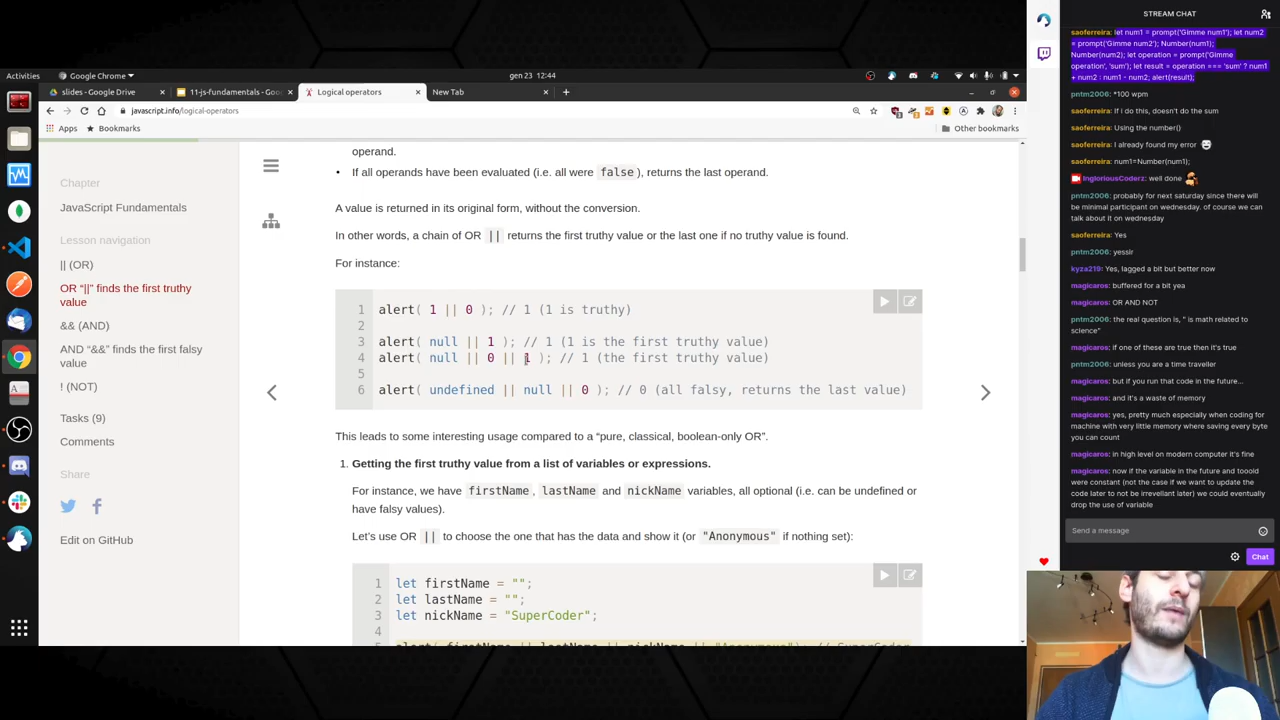 Activities
Google Chrome
gen 23 12:44
slides - Google Drive
11-js-fundamentals - Goo
Logical operators
New Tab
javascript.info/logical-operators
Apps
Bookmarks
Other bookmarks
Chapter
JavaScript Fundamentals
Lesson navigation
|| (OR)
OR “||” finds the first truthy
value
&& (AND)
AND “&&” finds the first falsy
value
! (NOT)
Tasks (9)
Comments
Share
Edit on GitHub
operand.
• If all operands have been evaluated (i.e. all were false), returns the last operand.
A value is returned in its original form, without the conversion.
In other words, a chain of OR || returns the first truthy value or the last one if no truthy value is found.
For instance:
1 alert( 1 || 0 ); // 1 (1 is truthy)
2
3 alert( null || 1 ); // 1 (1 is the first truthy value)
4 alert( null || 0 || 1 ); // 1 (the first truthy value)
5
6 alert( undefined || null || 0 ); // 0 (all falsy, returns the last value)
This leads to some interesting usage compared to a “pure, classical, boolean-only OR”.
1. Getting the first truthy value from a list of variables or expressions.
For instance, we have firstName, lastName and nickName variables, all optional (i.e. can be undefined or
have falsy values).
Let’s use OR || to choose the one that has the data and show it (or "Anonymous" if nothing set):
1 let firstName = "";
2 let lastName = "";
3 let nickName = "SuperCoder";
4
5 alert( firstName || lastName || nickName || "Anonymous"); // SuperCoder
STREAM CHAT
saoferreira: let num1 = prompt('Gimme num1'); let num2
= prompt('Gimme num2'); Number(num1);
Number(num2); let operation = prompt('Gimme
operation', 'sum'); let result = operation === 'sum' ? num1
+ num2 : num1 - num2; alert(result);
pntm2006: *100 wpm
saoferreira: If i do this, doesn't do the sum
saoferreira: Using the number()
saoferreira: I already found my error
saoferreira: num1=Number(num1);
IngloriousCoderz: well done
pntm2006: probably for next saturday since there will
be minimal participant on wednesday. of course we can
talk about it on wednesday
saoferreira: Yes
pntm2006: yessir
kyza219: Yes, lagged a bit but better now
magicaros: buffered for a bit yea
magicaros: OR AND NOT
pntm2006: the real question is, " is math related to
science"
magicaros: if one of these are true then it's true
pntm2006: unless you are a time traveller
magicaros: but if you run that code in the future...
magicaros: and it's a waste of memory
magicaros: yes, pretty much especially when coding for
machine with very little memory where saving every byte
you can count
magicaros: in high level on modern computer it's fine
magicaros: now if the variable in the future and tooold
were constant (not the case if we want to update the
code later to not be irrevellant later) we could eventually
drop the use of variable
Send a message
Chat